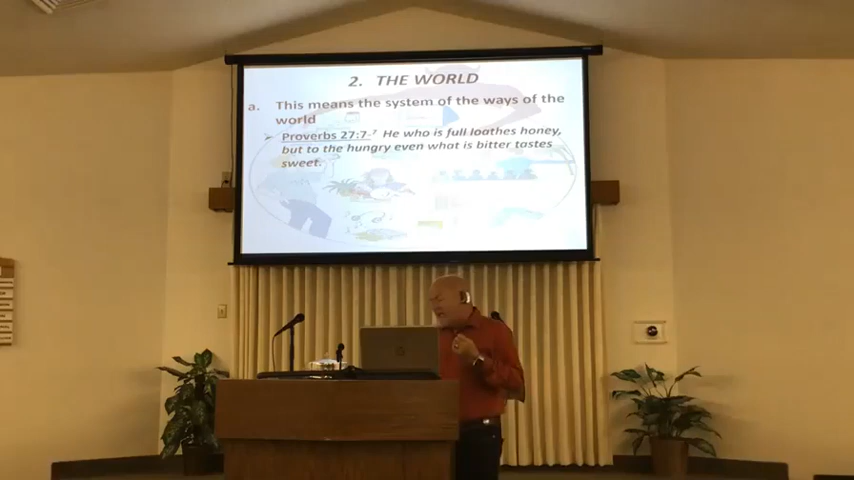 2. THE WORLD
a. This means the system of the ways of the
world
➢ Proverbs 27:7-⁷ He who is full loathes honey,
but to the hungry even what is bitter tastes
sweet.